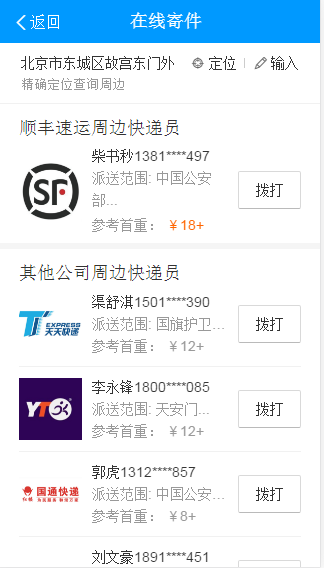 返回
在线寄件
北京市东城区故宫东门外
定位
输入
精确定位查询周边
顺丰速运周边快递员
SF
柴书秒1381****497
派送范围: 中国公安
部...
参考首重：￥18+
拨打
其他公司周边快递员
EXPRESS
天天快递
渠舒淇1501****390
派送范围: 国旗护卫...
参考首重：￥12+
拨打
YTO
李永锋1800****085
派送范围: 天安门...
参考首重：￥12+
拨打
国通快递
郭虎1312****857
派送范围: 中国公安...
参考首重：￥8+
拨打
刘文豪1891****451